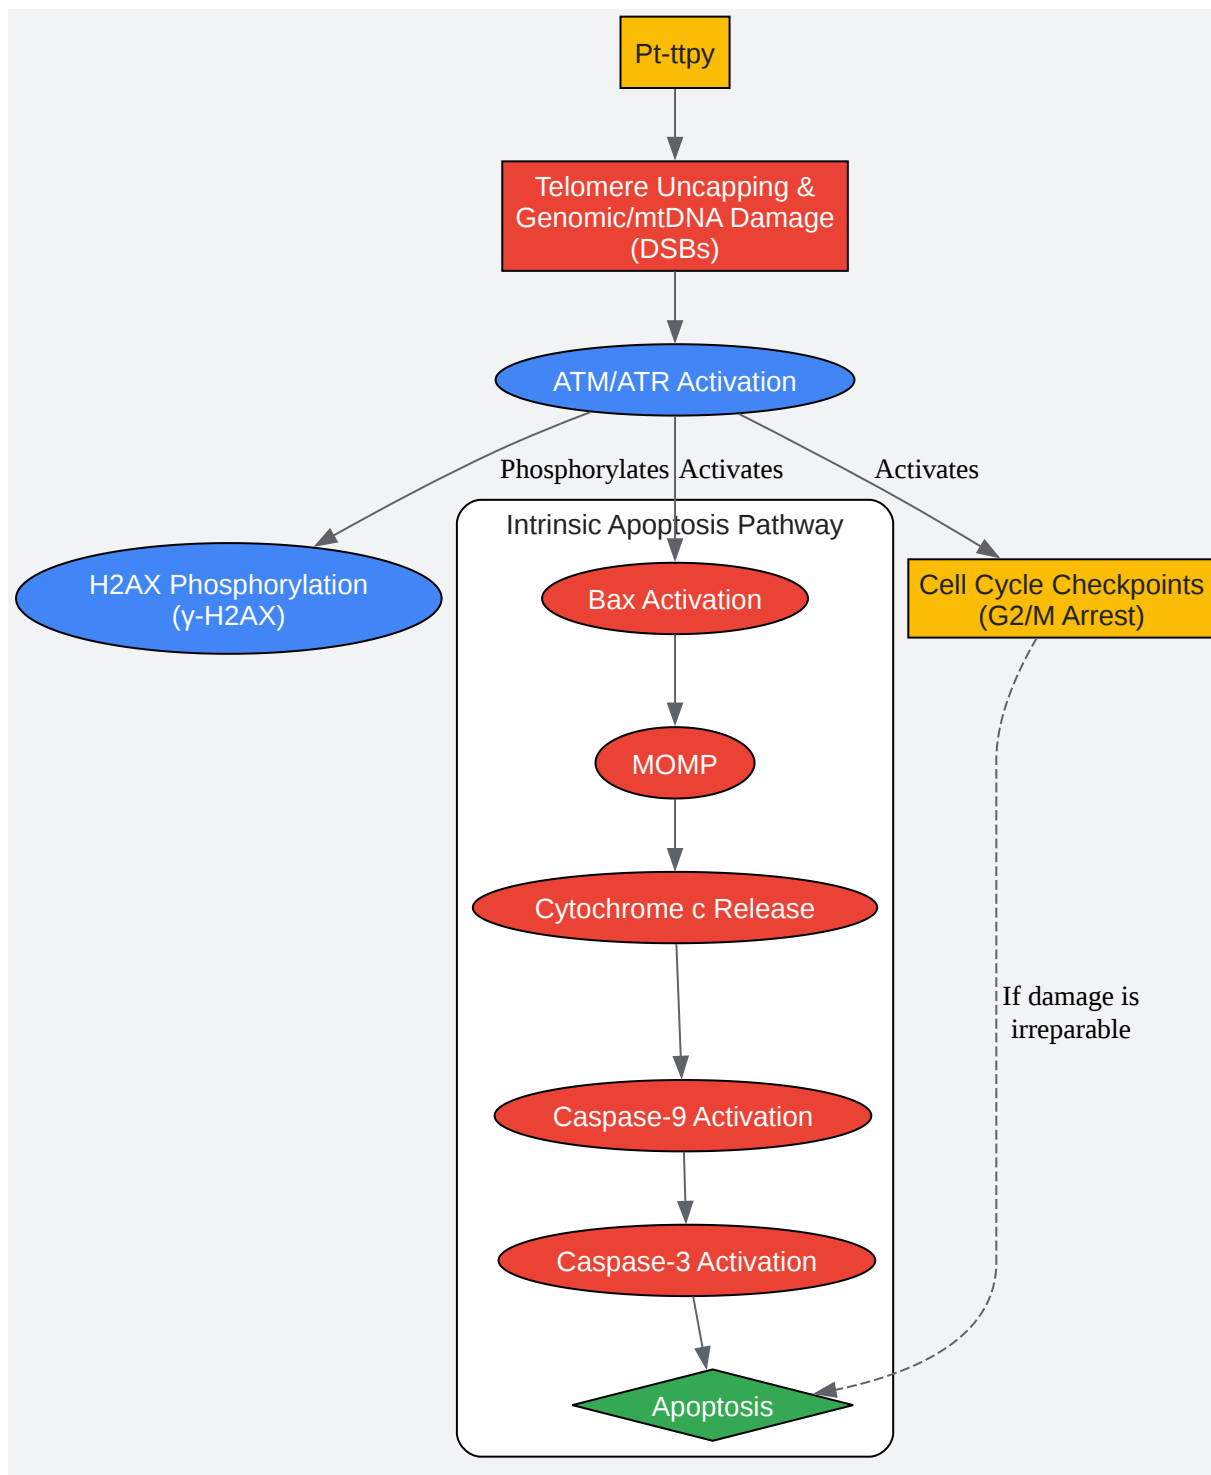 Pt-ttpy
Telomere Uncapping &
Genomic/mtDNA Damage
(DSBs)
ATM/ATR Activation
Phosphorylates
Activates
Activates
Intrinsic Apoptosis Pathway
H2AX Phosphorylation
(γ-H2AX)
Bax Activation
Cell Cycle Checkpoints
(G2/M Arrest)
MOMP
Cytochrome c Release
If damage is
irreparable
Caspase-9 Activation
Caspase-3 Activation
Apoptosis